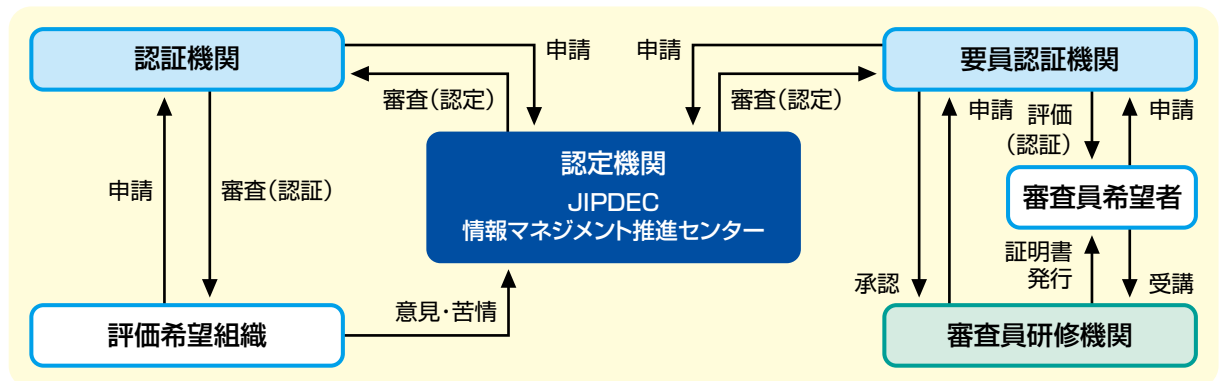 認証機関
申請
審査(認定)
申請
審査(認証)
評価希望組織
意見・苦情
認定機関
JIPDEC
情報マネジメント推進センター
申請
審査(認定)
要員認証機関
申請
評価
(認証)
申請
審査員希望者
承認
証明書
発行
受講
審査員研修機関